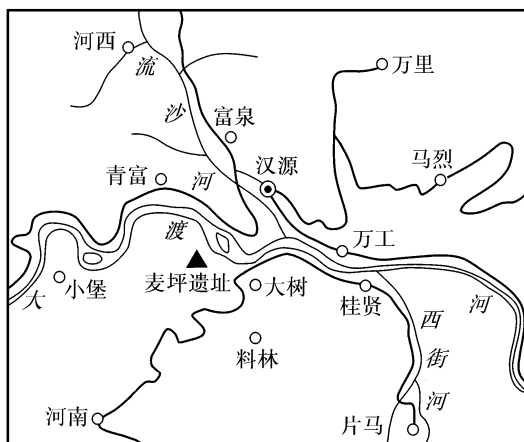 河西
流
沙
河
万里
富泉
汉源
马烈
青富
渡
万工
大
小堡
麦坪遗址
大树
桂贤
河
料林
西
街
河
河南
片马